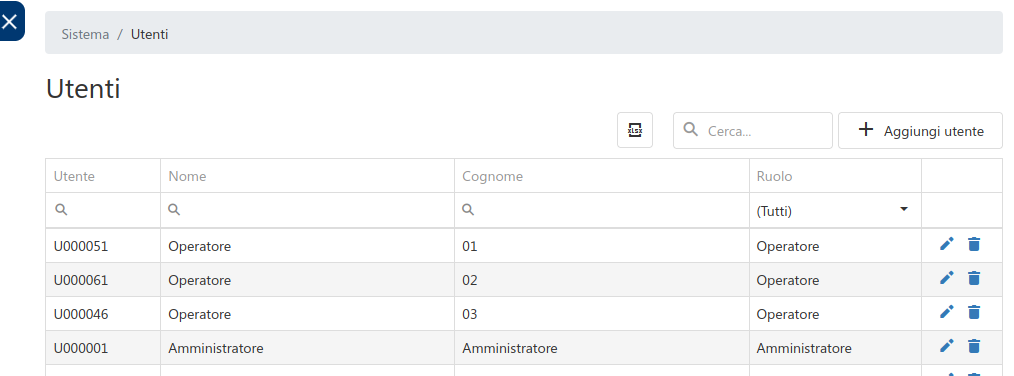 Sistema / Utenti
Utenti
xlsx Cerca... Aggiungi utente
Utente Nome Cognome Ruolo
(Tutti)
U000051 Operatore 01 Operatore
U000061 Operatore 02 Operatore
U000046 Operatore 03 Operatore
U000001 Amministratore Amministratore Amministratore